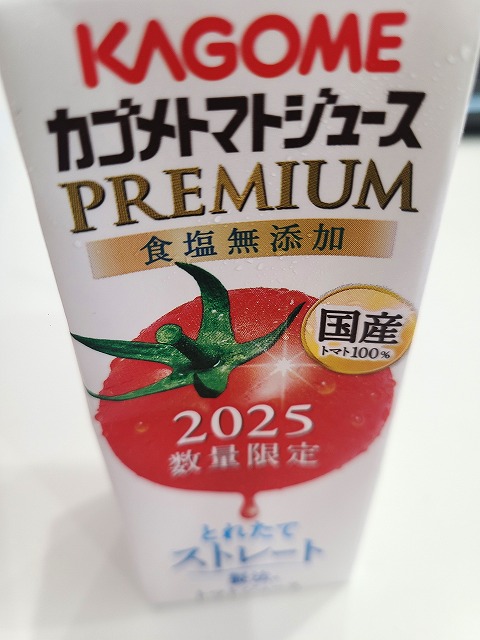 KAGOME
カゴメトマトジュース
PREMIUM
食塩無添加
国産
トマト100%
2025
数量限定
とれたて
ストレート